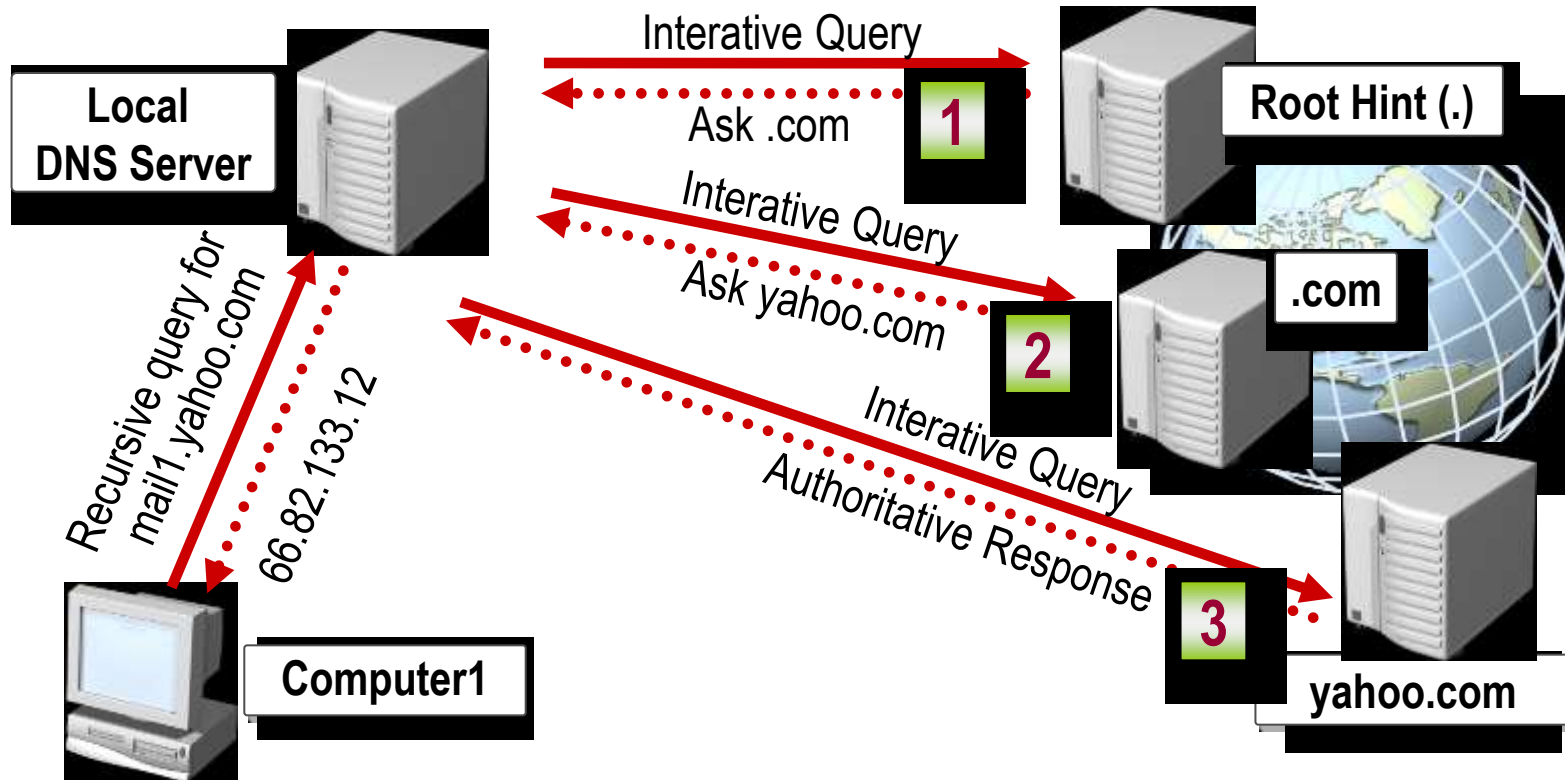 Local
DNS Server
Interative Query
Ask .com
1
Root Hint (.)
Interative Query
Ask yahoo.com
2
.com
Interative Query
Authoritative Response
3
yahoo.com
Recursive query for
mail1.yahoo.com
66.82.133.12
Computer1